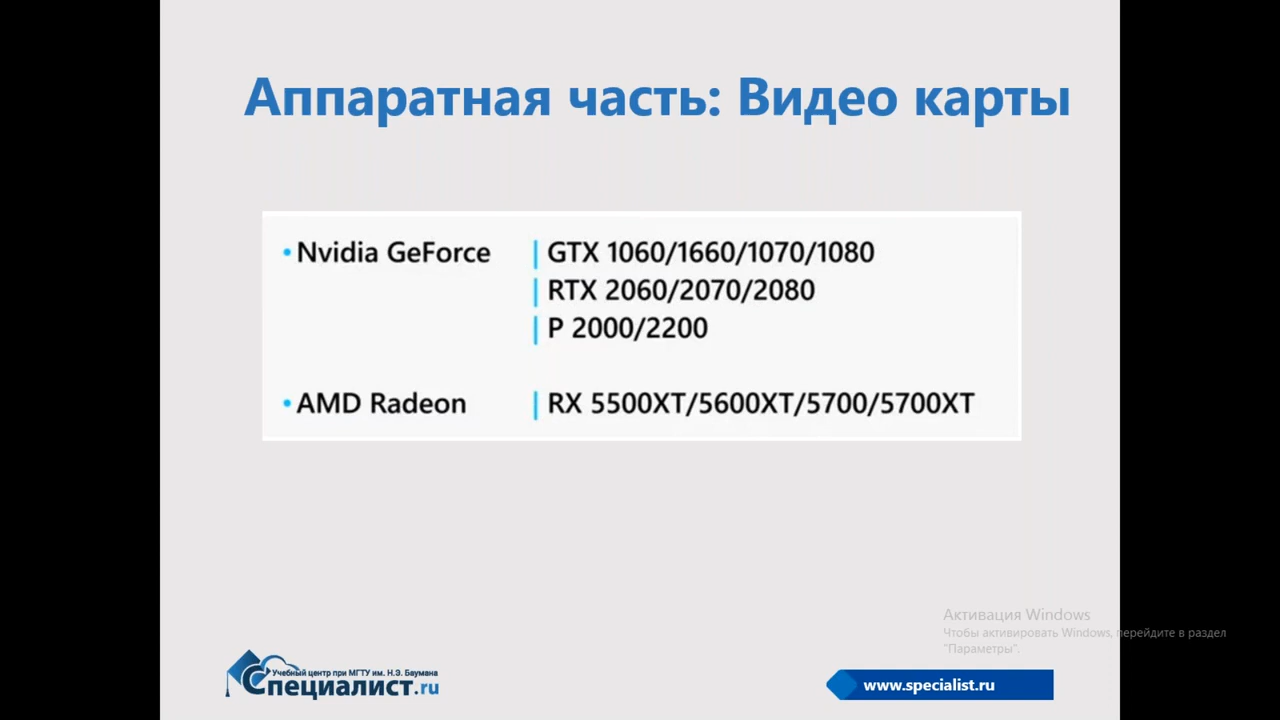 Аппаратная часть: Видео карты
• Nvidia GeForce | GTX 1060/1660/1070/1080
| RTX 2060/2070/2080
| P 2000/2200
• AMD Radeon | RX 5500XT/5600XT/5700/5700XT
Активация Windows
Чтобы активировать Windows, перейдите в раздел
"Параметры".
Учебный центр при МГТУ им. Н.Э. Баумана
Специалист.ru
www.specialist.ru